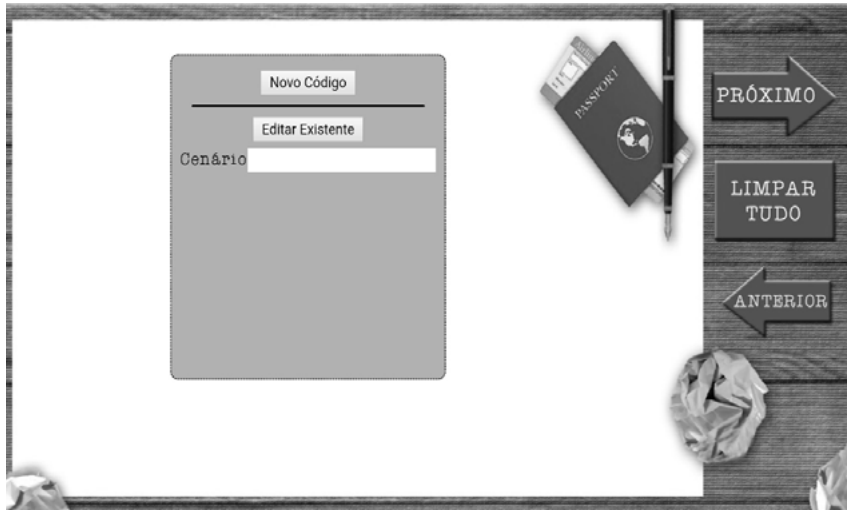 Novo Código
Editar Existente
Cenário
PASSPORT
PRÓXIMO
LIMPAR
TUDO
ANTERIOR